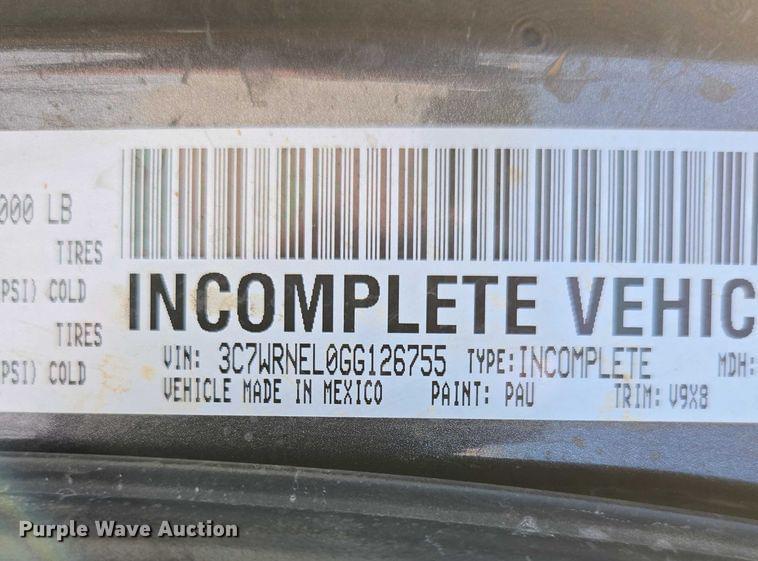 000 LB
TIRES
PSI) COLD
INCOMPLETE VEHIC
TIRES
VIN: 3C7WRNEL0GG126755 TYPE: INCOMPLETE MDH:
PSI) COLD
VEHICLE MADE IN MEXICO PAINT: PAU TRIM: V9X8
Purple Wave Auction